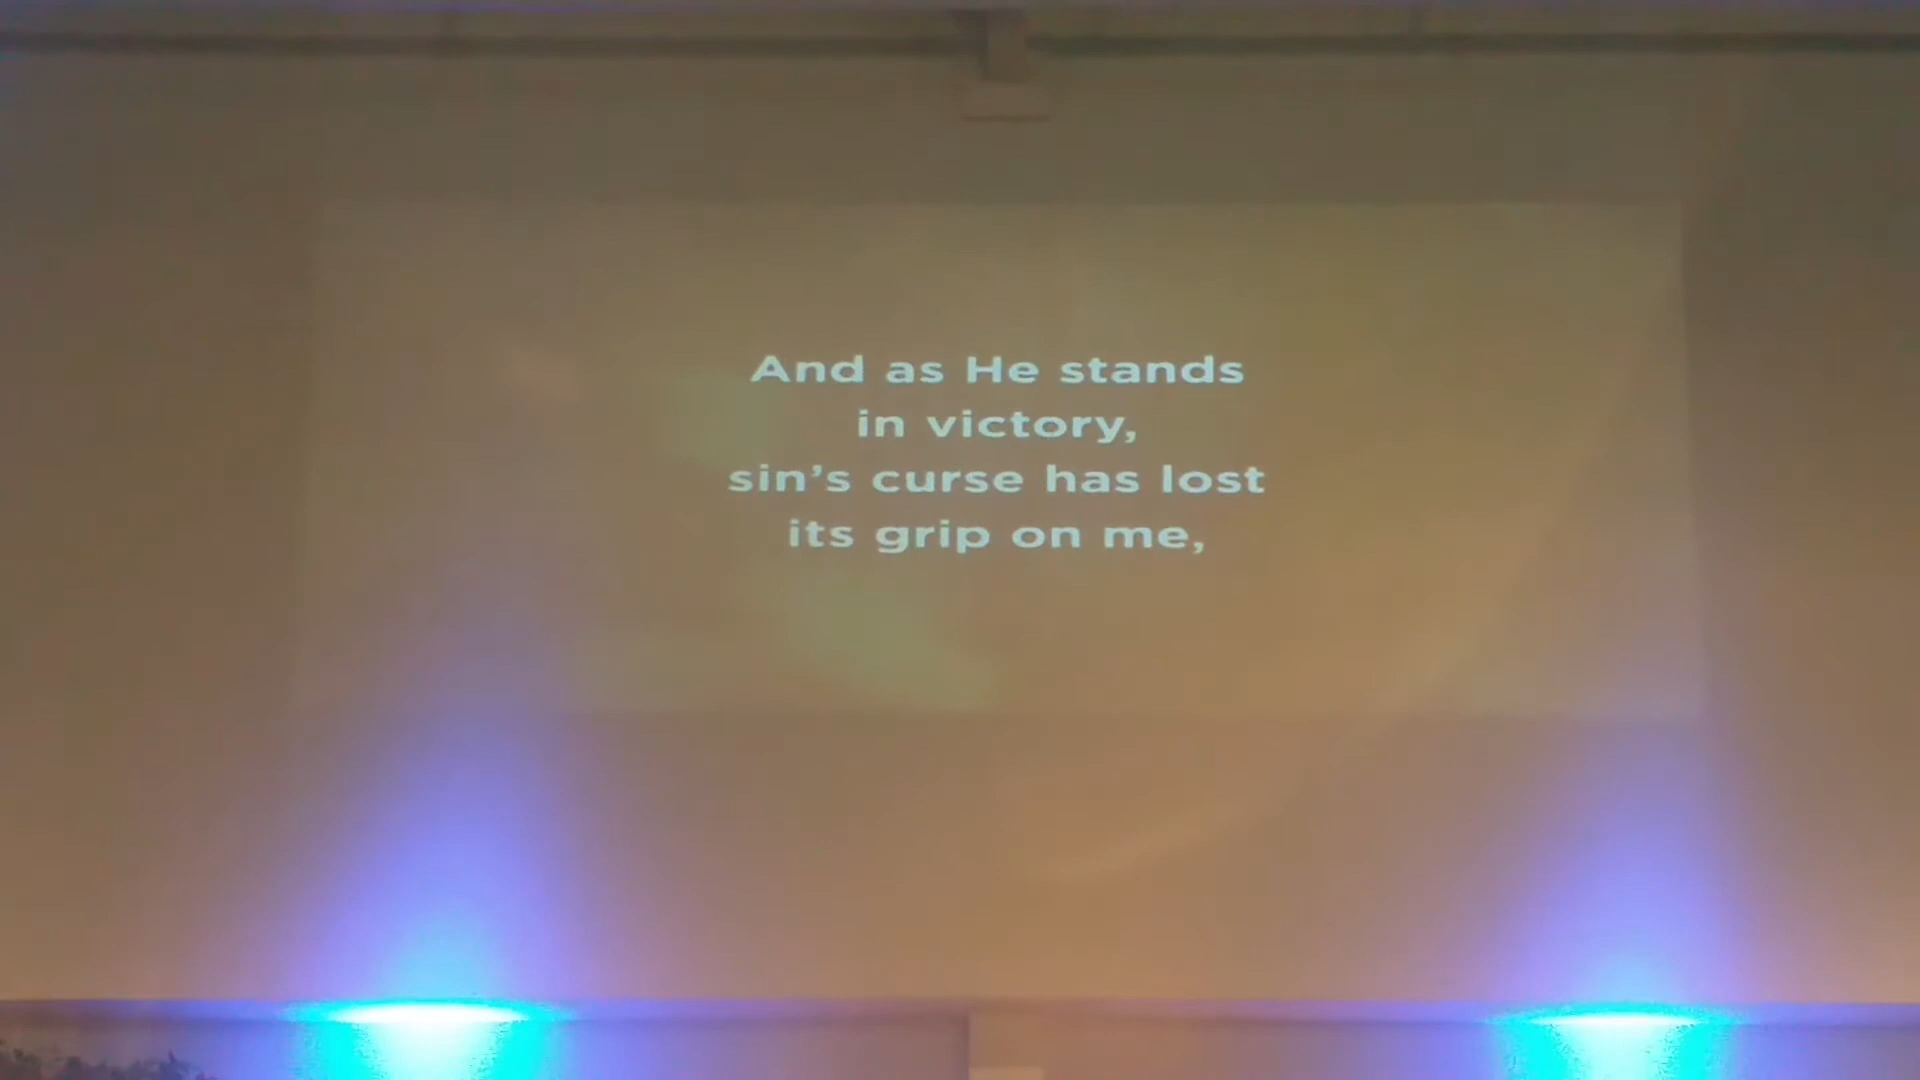 And as He stands
in victory,
sin’s curse has lost
its grip on me,